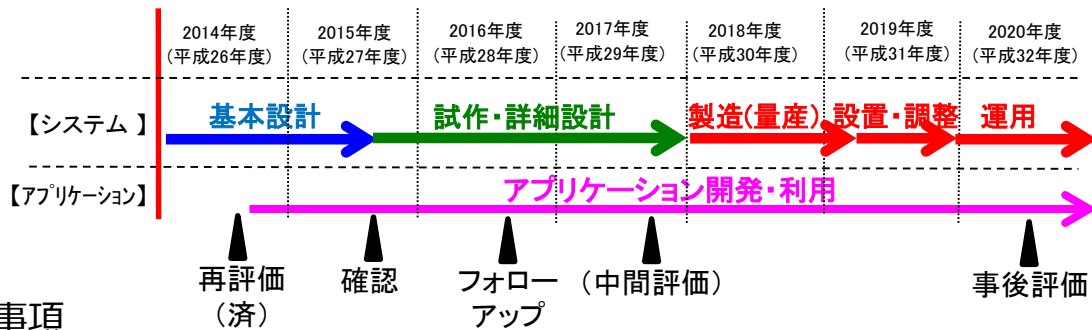 2014年度 2015年度 2016年度 2017年度 2018年度 2019年度 2020年度
(平成26年度) (平成27年度) (平成28年度) (平成29年度) (平成30年度) (平成31年度) (平成32年度)
【システム 】 基本設計 試作・詳細設計 製造(量産) 設置・調整 運用
【アプリケーション】 アプリケーション開発・利用
再評価 確認 フォロー (中間評価) 事後評価
(済) アップ
事項